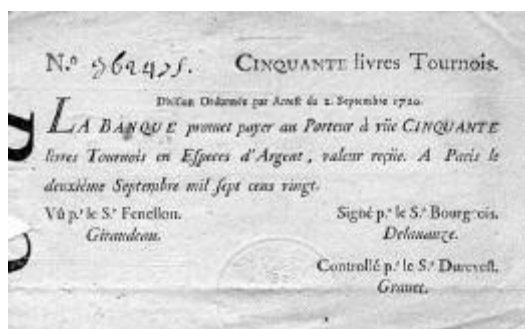 N.º 962475. CINQUANTE livres Tournois.
Division Ordonnée par Arrest du 2. Septembre 1720.
LA BANQUE promet payer au Porteur à vüe CINQUANTE
livres Tournois en Especes d'Argent, valeur reçüe. A Paris le
deuxiéme Septembre mil sept cens vingt.
Vû p.r le S.r Fenellon. Signé p.r le S.r Bourgeois.
Giraudeau. Delanauze.
Controllé p.r le S.r Durevest.
Granet.